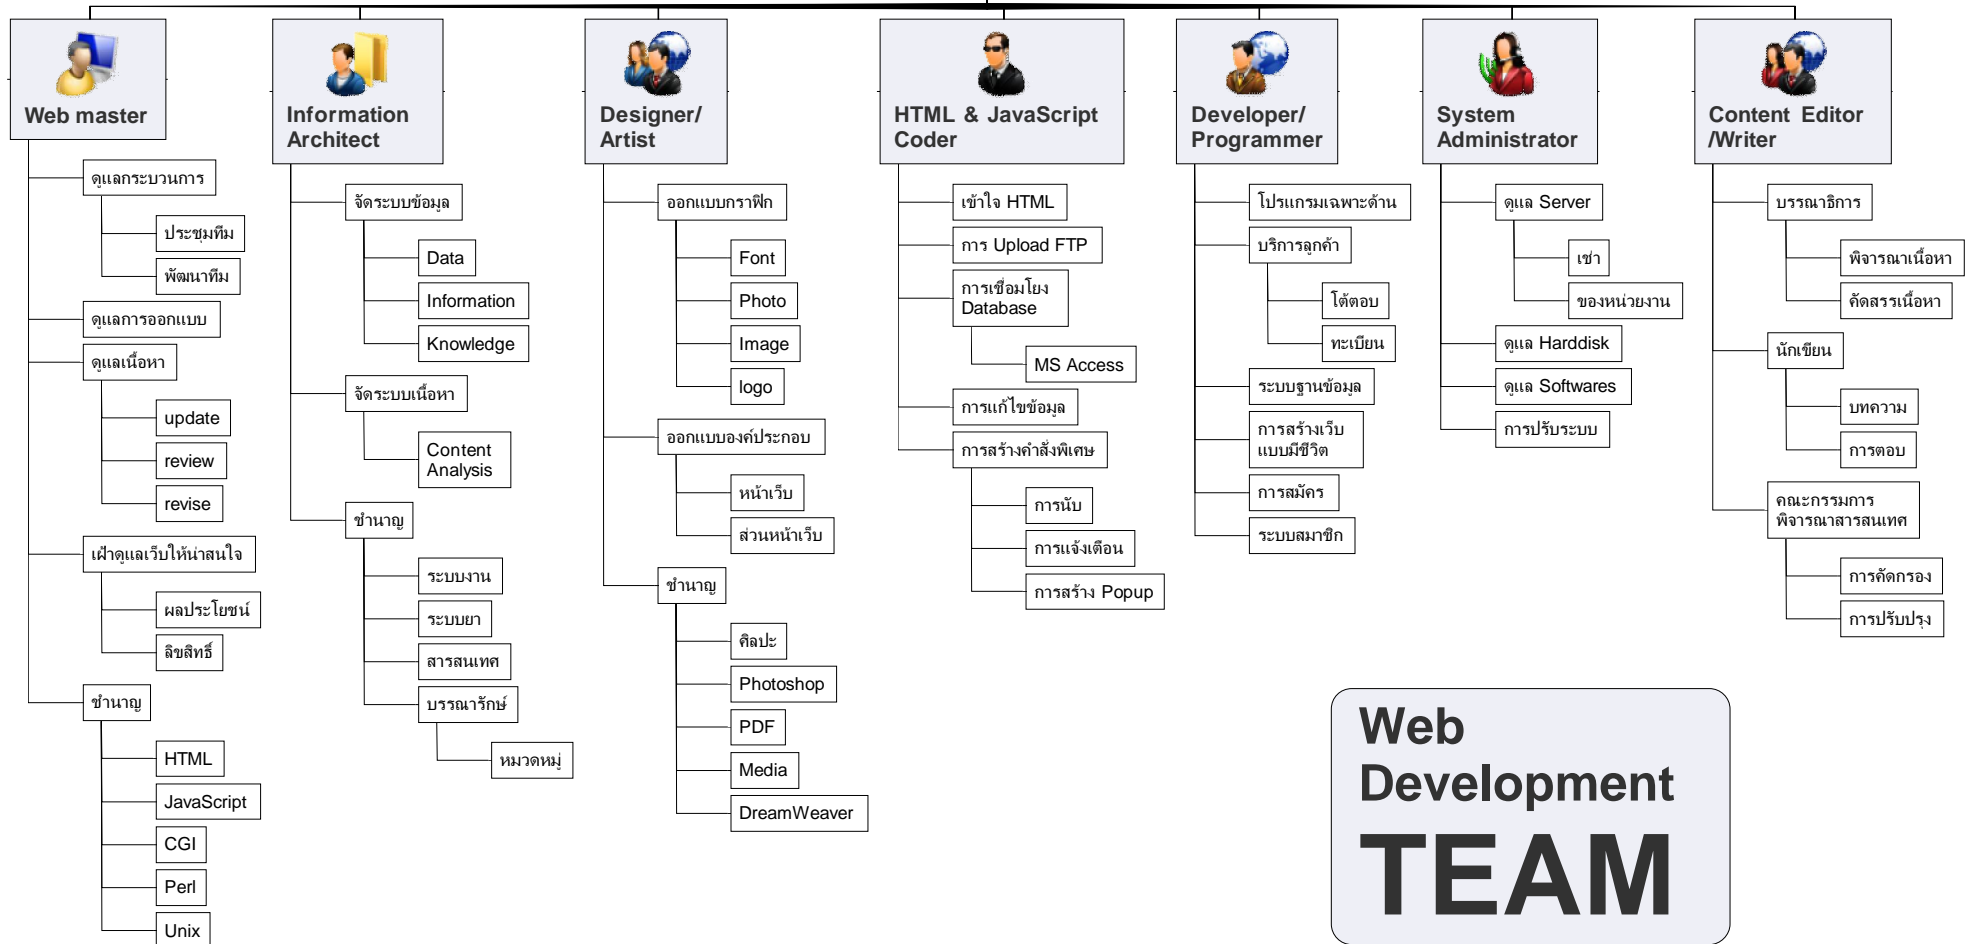 Web master
ดูแลกระบวนการ
ประชุมทีม
พัฒนาทีม
ดูแลการออกแบบ
ดูแลเนื้อหา
update
review
revise
เฝ้าดูแลเว็บให้น่าสนใจ
ผลประโยชน์
ลิขสิทธิ์
ชำนาญ
HTML
JavaScript
CGI
Perl
Unix
Information
Architect
จัดระบบข้อมูล
Data
Information
Knowledge
จัดระบบเนื้อหา
Content
Analysis
ชำนาญ
ระบบงาน
ระบบยา
สารสนเทศ
บรรณารักษ์
หมวดหมู่
Designer/
Artist
ออกแบบกราฟิก
Font
Photo
Image
logo
ออกแบบองค์ประกอบ
หน้าเว็บ
ส่วนหน้าเว็บ
ชำนาญ
ศิลปะ
Photoshop
PDF
Media
DreamWeaver
HTML & JavaScript
Coder
เข้าใจ HTML
การ Upload FTP
การเชื่อมโยง
Database
MS Access
การแก้ไขข้อมูล
การสร้างคำสั่งพิเศษ
การนับ
การแจ้งเตือน
การสร้าง Popup
Developer/
Programmer
โปรแกรมเฉพาะด้าน
บริการลูกค้า
โต้ตอบ
ทะเบียน
ระบบฐานข้อมูล
การสร้างเว็บ
แบบมีชีวิต
การสมัคร
ระบบสมาชิก
System
Administrator
ดูแล Server
เช่า
ของหน่วยงาน
ดูแล Harddisk
ดูแล Softwares
การปรับระบบ
Content Editor
/Writer
บรรณาธิการ
พิจารณาเนื้อหา
คัดสรรเนื้อหา
นักเขียน
บทความ
การตอบ
คณะกรรมการ
พิจารณาสารสนเทศ
การคัดกรอง
การปรับปรุง
Web
Development
TEAM